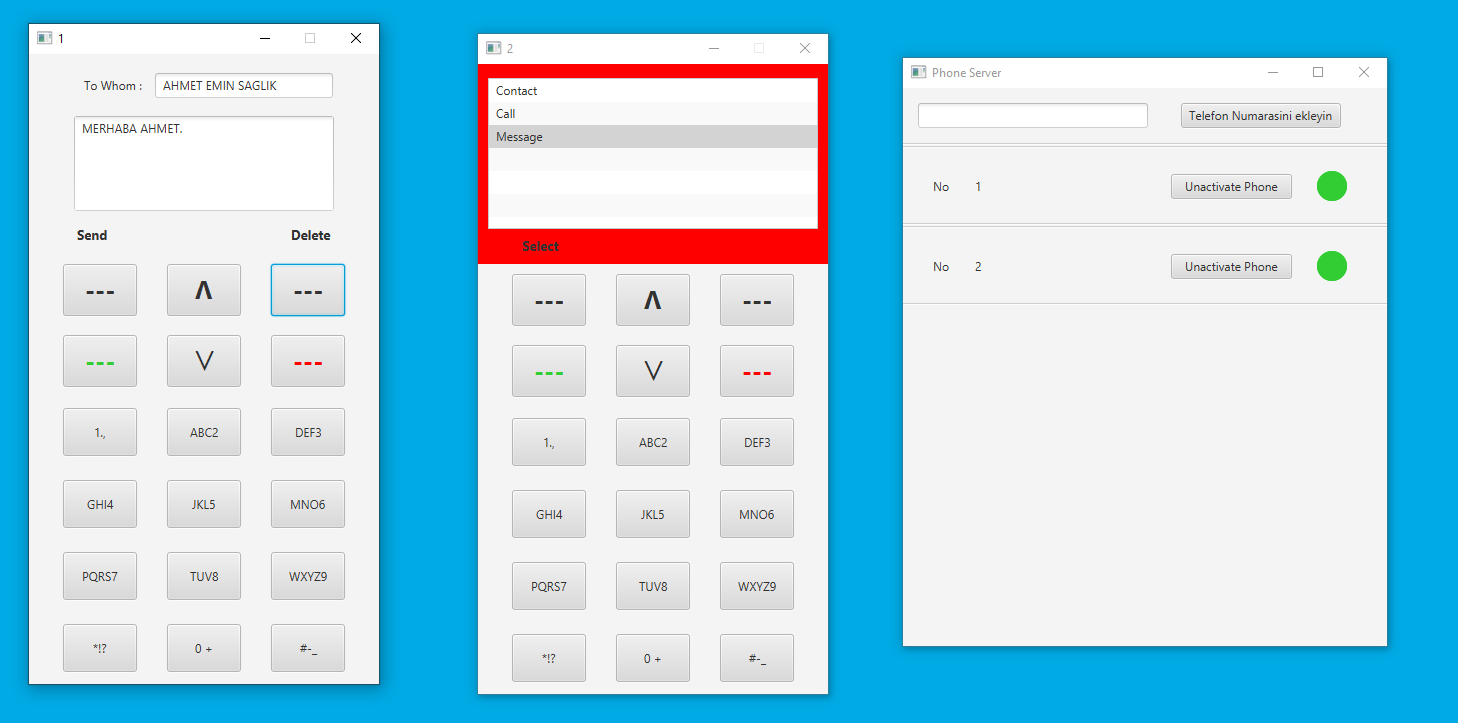 1
To Whom : AHMET EMIN SAGLIK
MERHABA AHMET.
Send Delete
--- Λ ---
--- V ---
1., ABC2 DEF3
GHI4 JKL5 MNO6
PQRS7 TUV8 WXYZ9
*!? 0 + #-_
2
Contact
Call
Message
Select
--- Λ ---
--- V ---
1., ABC2 DEF3
GHI4 JKL5 MNO6
PQRS7 TUV8 WXYZ9
*!? 0 + #-_
Phone Server
Telefon Numarasini ekleyin
No 1 Unactivate Phone
No 2 Unactivate Phone